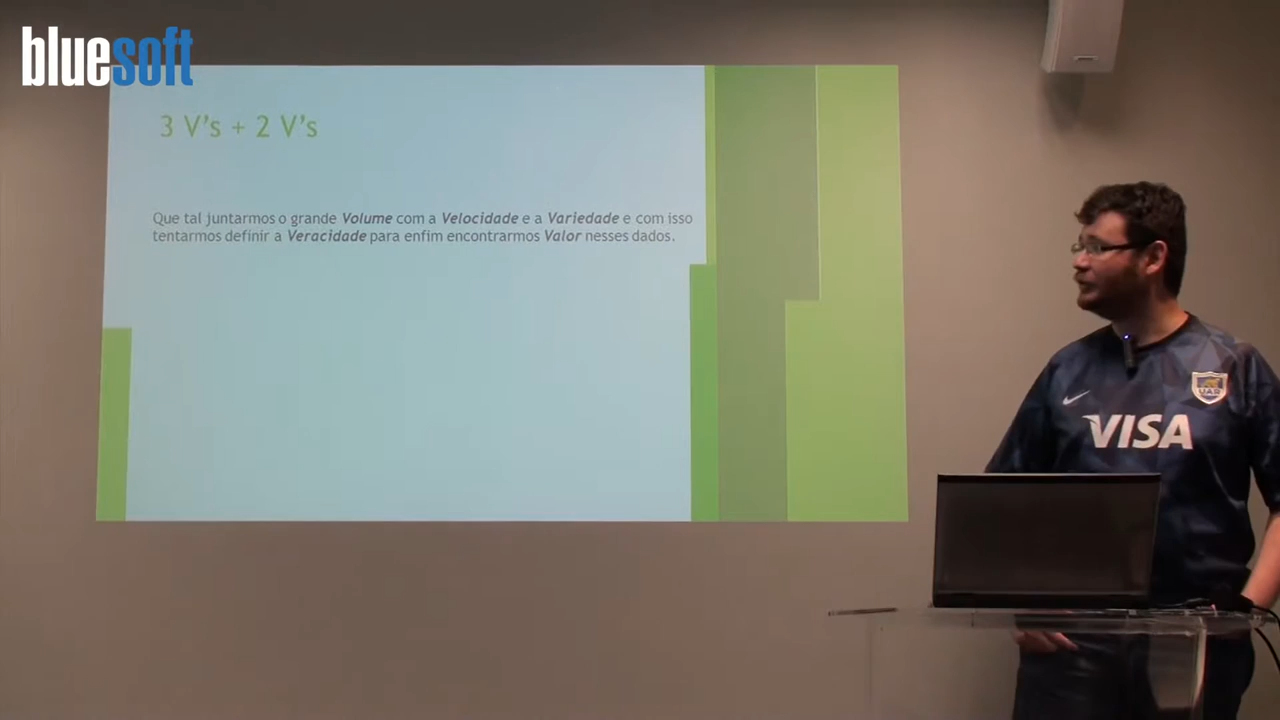 bluesoft
3 V's + 2 V's
Que tal juntarmos o grande Volume com a Velocidade e a Variedade e com isso
tentarmos definir a Veracidade para enfim encontrarmos Valor nesses dados.
UAR
VISA